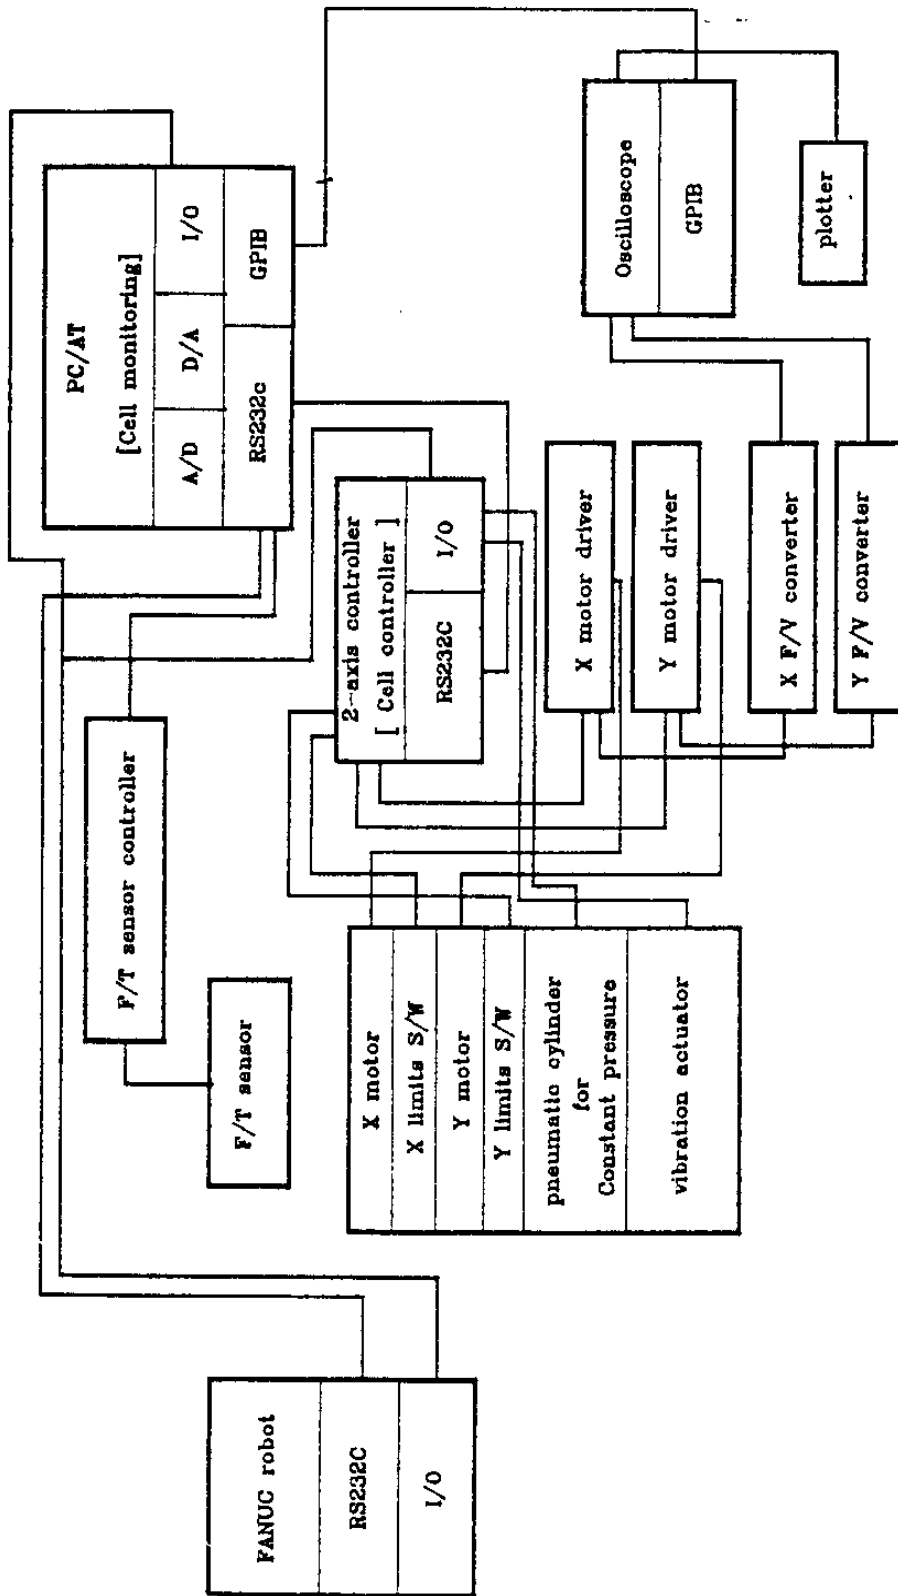 FANUC robot
RS232C
I/O
F/T sensor controller
F/T sensor
X motor
X limits S/W
Y motor
Y limits S/W
pneumatic cylinder
for
Constant pressure
vibration actuator
PC/AT
[Cell monitoring]
A/D
D/A
I/O
RS232c
GPIB
2-axis controller
[ Cell controller ]
RS232C
I/O
X motor driver
Y motor driver
X F/V converter
Y F/V converter
Oscilloscope
GPIB
plotter